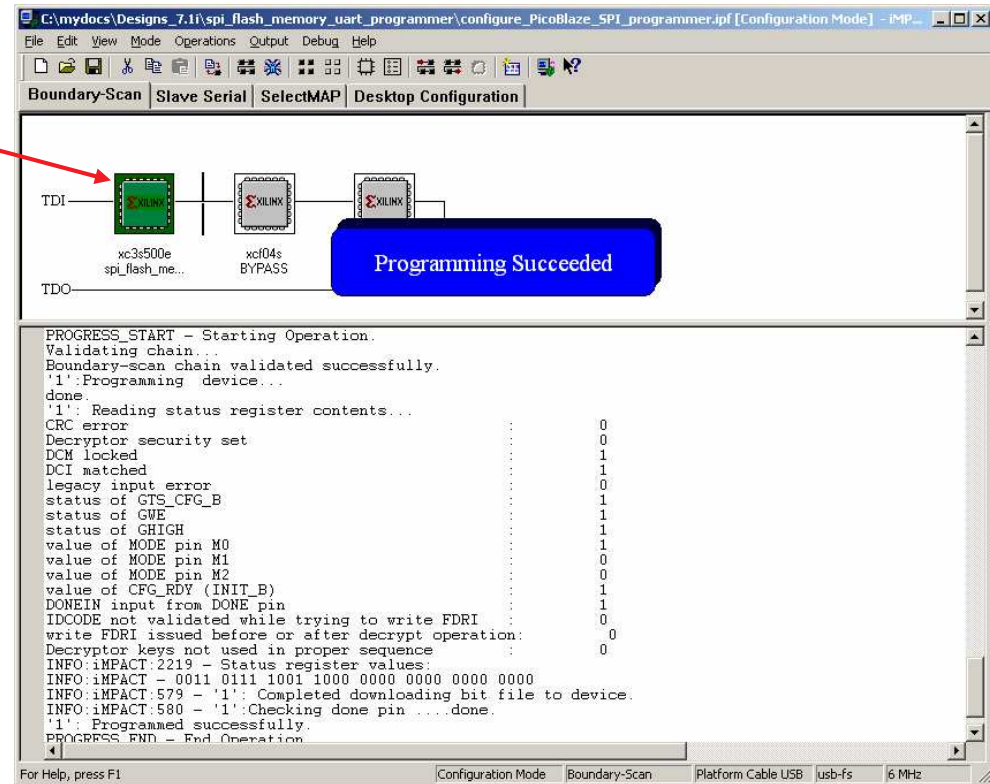 C:\mydocs\Designs_7.1i\spi_flash_memory_uart_programmer\configure_PicoBlaze_SPI_programmer.ipf [Configuration Mode] - iMP...
File Edit View Mode Operations Output Debug Help
Boundary-Scan Slave Serial SelectMAP Desktop Configuration
TDI
XILINX XILINX XILINX
xc3s500e xcf04s
spi_flash_me... BYPASS
Programming Succeeded
TDO
PROGRESS_START - Starting Operation.
Validating chain...
Boundary-scan chain validated successfully.
'1':Programming device...
done.
'1': Reading status register contents...
CRC error : 0
Decryptor security set : 0
DCM locked : 1
DCI matched : 1
legacy input error : 0
status of GTS_CFG_B : 1
status of GWE : 1
status of GHIGH : 1
value of MODE pin M0 : 1
value of MODE pin M1 : 0
value of MODE pin M2 : 0
value of CFG_RDY (INIT_B) : 1
DONEIN input from DONE pin : 1
IDCODE not validated while trying to write FDRI : 0
write FDRI issued before or after decrypt operation: 0
Decryptor keys not used in proper sequence : 0
INFO:iMPACT:2219 - Status register values:
INFO:iMPACT - 0011 0111 1001 1000 0000 0000 0000 0000
INFO:iMPACT:579 - '1': Completed downloading bit file to device.
INFO:iMPACT:580 - '1':Checking done pin ....done.
'1': Programmed successfully.
PROGRESS_END - End Operation.
For Help, press F1 Configuration Mode Boundary-Scan Platform Cable USB usb-fs 6 MHz